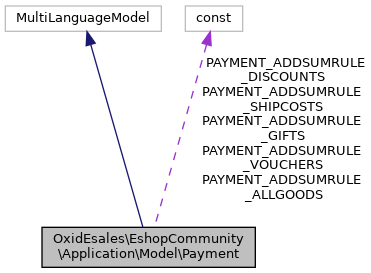 MultiLanguageModel
const
PAYMENT_ADDSUMRULE
_DISCOUNTS
PAYMENT_ADDSUMRULE
_SHIPCOSTS
PAYMENT_ADDSUMRULE
_GIFTS
PAYMENT_ADDSUMRULE
_VOUCHERS
PAYMENT_ADDSUMRULE
_ALLGOODS
OxidEsales\EshopCommunity
\Application\Model\Payment